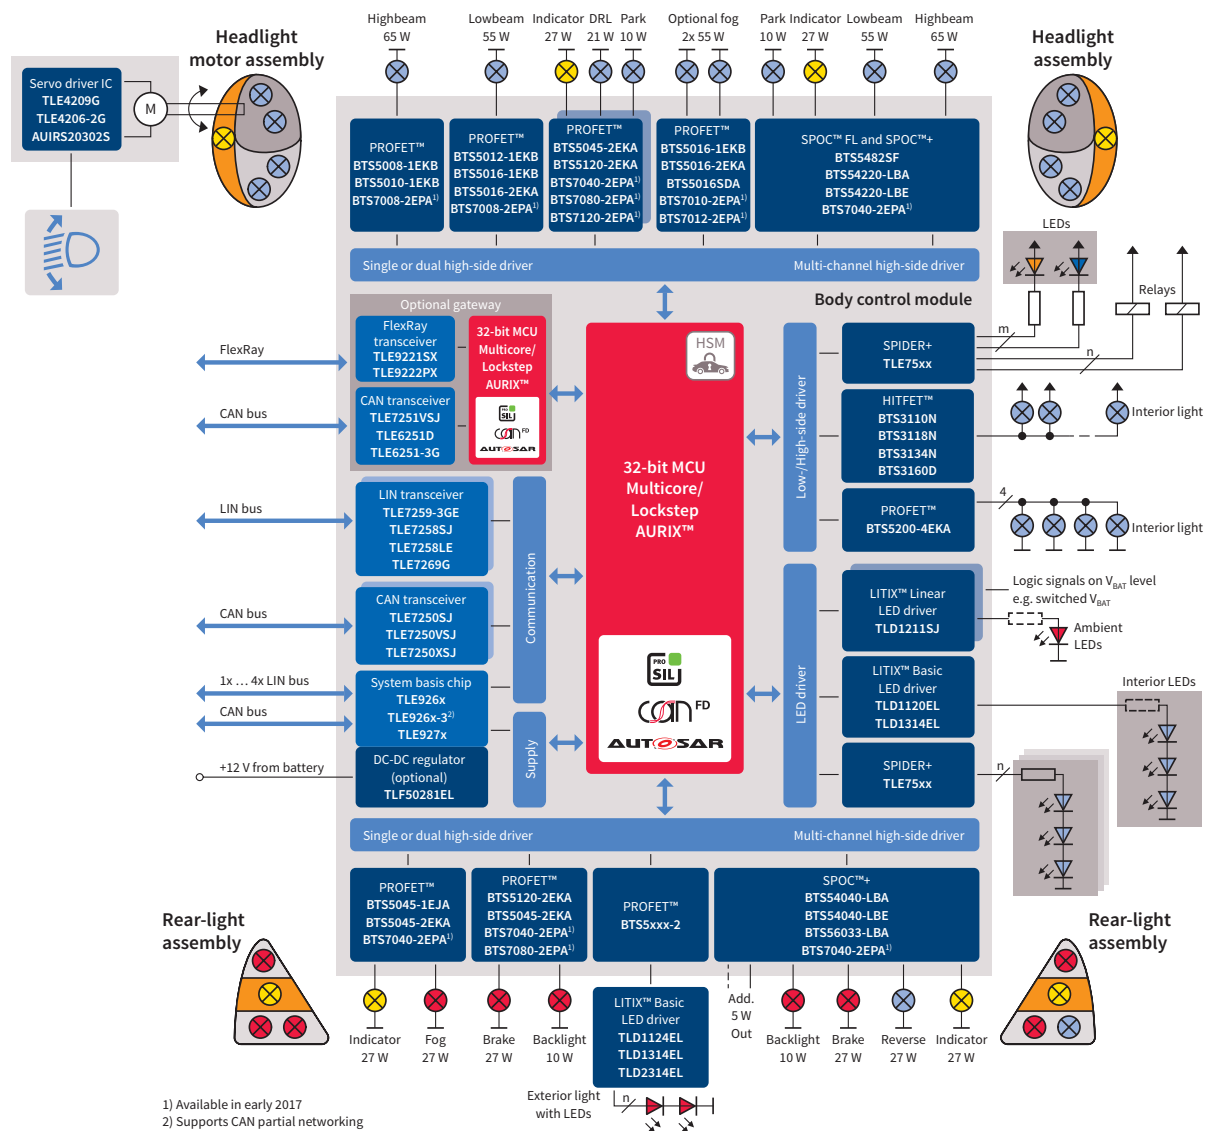 Highbeam
65 W
Lowbeam
55 W
Indicator
27 W
DRL
21 W
Park
10 W
Optional fog
2x 55 W
Park
10 W
Indicator
27 W
Lowbeam
55 W
Highbeam
65 W
Headlight
motor assembly
Headlight
assembly
Servo driver IC
TLE4209G
TLE4206-2G
AUIRS20302S
M
PROFET™
BTS5008-1EKB
BTS5010-1EKB
BTS7008-2EPA1)
PROFET™
BTS5012-1EKB
BTS5016-1EKB
BTS5016-2EKA
BTS7008-2EPA1)
PROFET™
BTS5045-2EKA
BTS5120-2EKA
BTS7040-2EPA1)
BTS7080-2EPA1)
BTS7120-2EPA1)
PROFET™
BTS5016-1EKB
BTS5016-2EKA
BTS5016SDA
BTS7010-2EPA1)
BTS7012-2EPA1)
SPOC™ FL and SPOC™+
BTS5482SF
BTS54220-LBA
BTS54220-LBE
BTS7040-2EPA1)
Single or dual high-side driver
Multi-channel high-side driver
LEDs
Relays
Optional gateway
Body control module
FlexRay
FlexRay
transceiver
TLE9221SX
TLE9222PX
CAN bus
CAN transceiver
TLE7251VSJ
TLE6251D
TLE6251-3G
32-bit MCU
Multicore/
Lockstep
AURIX™
PRO
SIL
CAN FD
AUTOSAR
HSM
32-bit MCU
Multicore/
Lockstep
AURIX™
PRO
SIL
CAN FD
AUTOSAR
Low-/High-side driver
SPIDER+
TLE75xx
m
n
HITFET™
BTS3110N
BTS3118N
BTS3134N
BTS3160D
Interior light
PROFET™
BTS5200-4EKA
4
Interior light
LIN bus
LIN transceiver
TLE7259-3GE
TLE7258SJ
TLE7258LE
TLE7269G
CAN bus
CAN transceiver
TLE7250SJ
TLE7250VSJ
TLE7250XSJ
Communication
1x ... 4x LIN bus
CAN bus
System basis chip
TLE926x
TLE926x-32)
TLE927x
Supply
+12 V from battery
DC-DC regulator
(optional)
TLF50281EL
LED driver
LITIX™ Linear
LED driver
TLD1211SJ
Logic signals on VBAT level
e.g. switched VBAT
Ambient
LEDs
LITIX™ Basic
LED driver
TLD1120EL
TLD1314EL
Interior LEDs
SPIDER+
TLE75xx
n
Single or dual high-side driver
Multi-channel high-side driver
PROFET™
BTS5045-1EJA
BTS5045-2EKA
BTS7040-2EPA1)
PROFET™
BTS5120-2EKA
BTS5045-2EKA
BTS7040-2EPA1)
BTS7080-2EPA1)
PROFET™
BTS5xxx-2
SPOC™+
BTS54040-LBA
BTS54040-LBE
BTS56033-LBA
BTS7040-2EPA1)
Rear-light
assembly
Rear-light
assembly
Indicator
27 W
Fog
27 W
Brake
27 W
Backlight
10 W
LITIX™ Basic
LED driver
TLD1124EL
TLD1314EL
TLD2314EL
Add.
5 W
Out
Backlight
10 W
Brake
27 W
Reverse
27 W
Indicator
27 W
Exterior light
with LEDs
n
1) Available in early 2017
2) Supports CAN partial networking